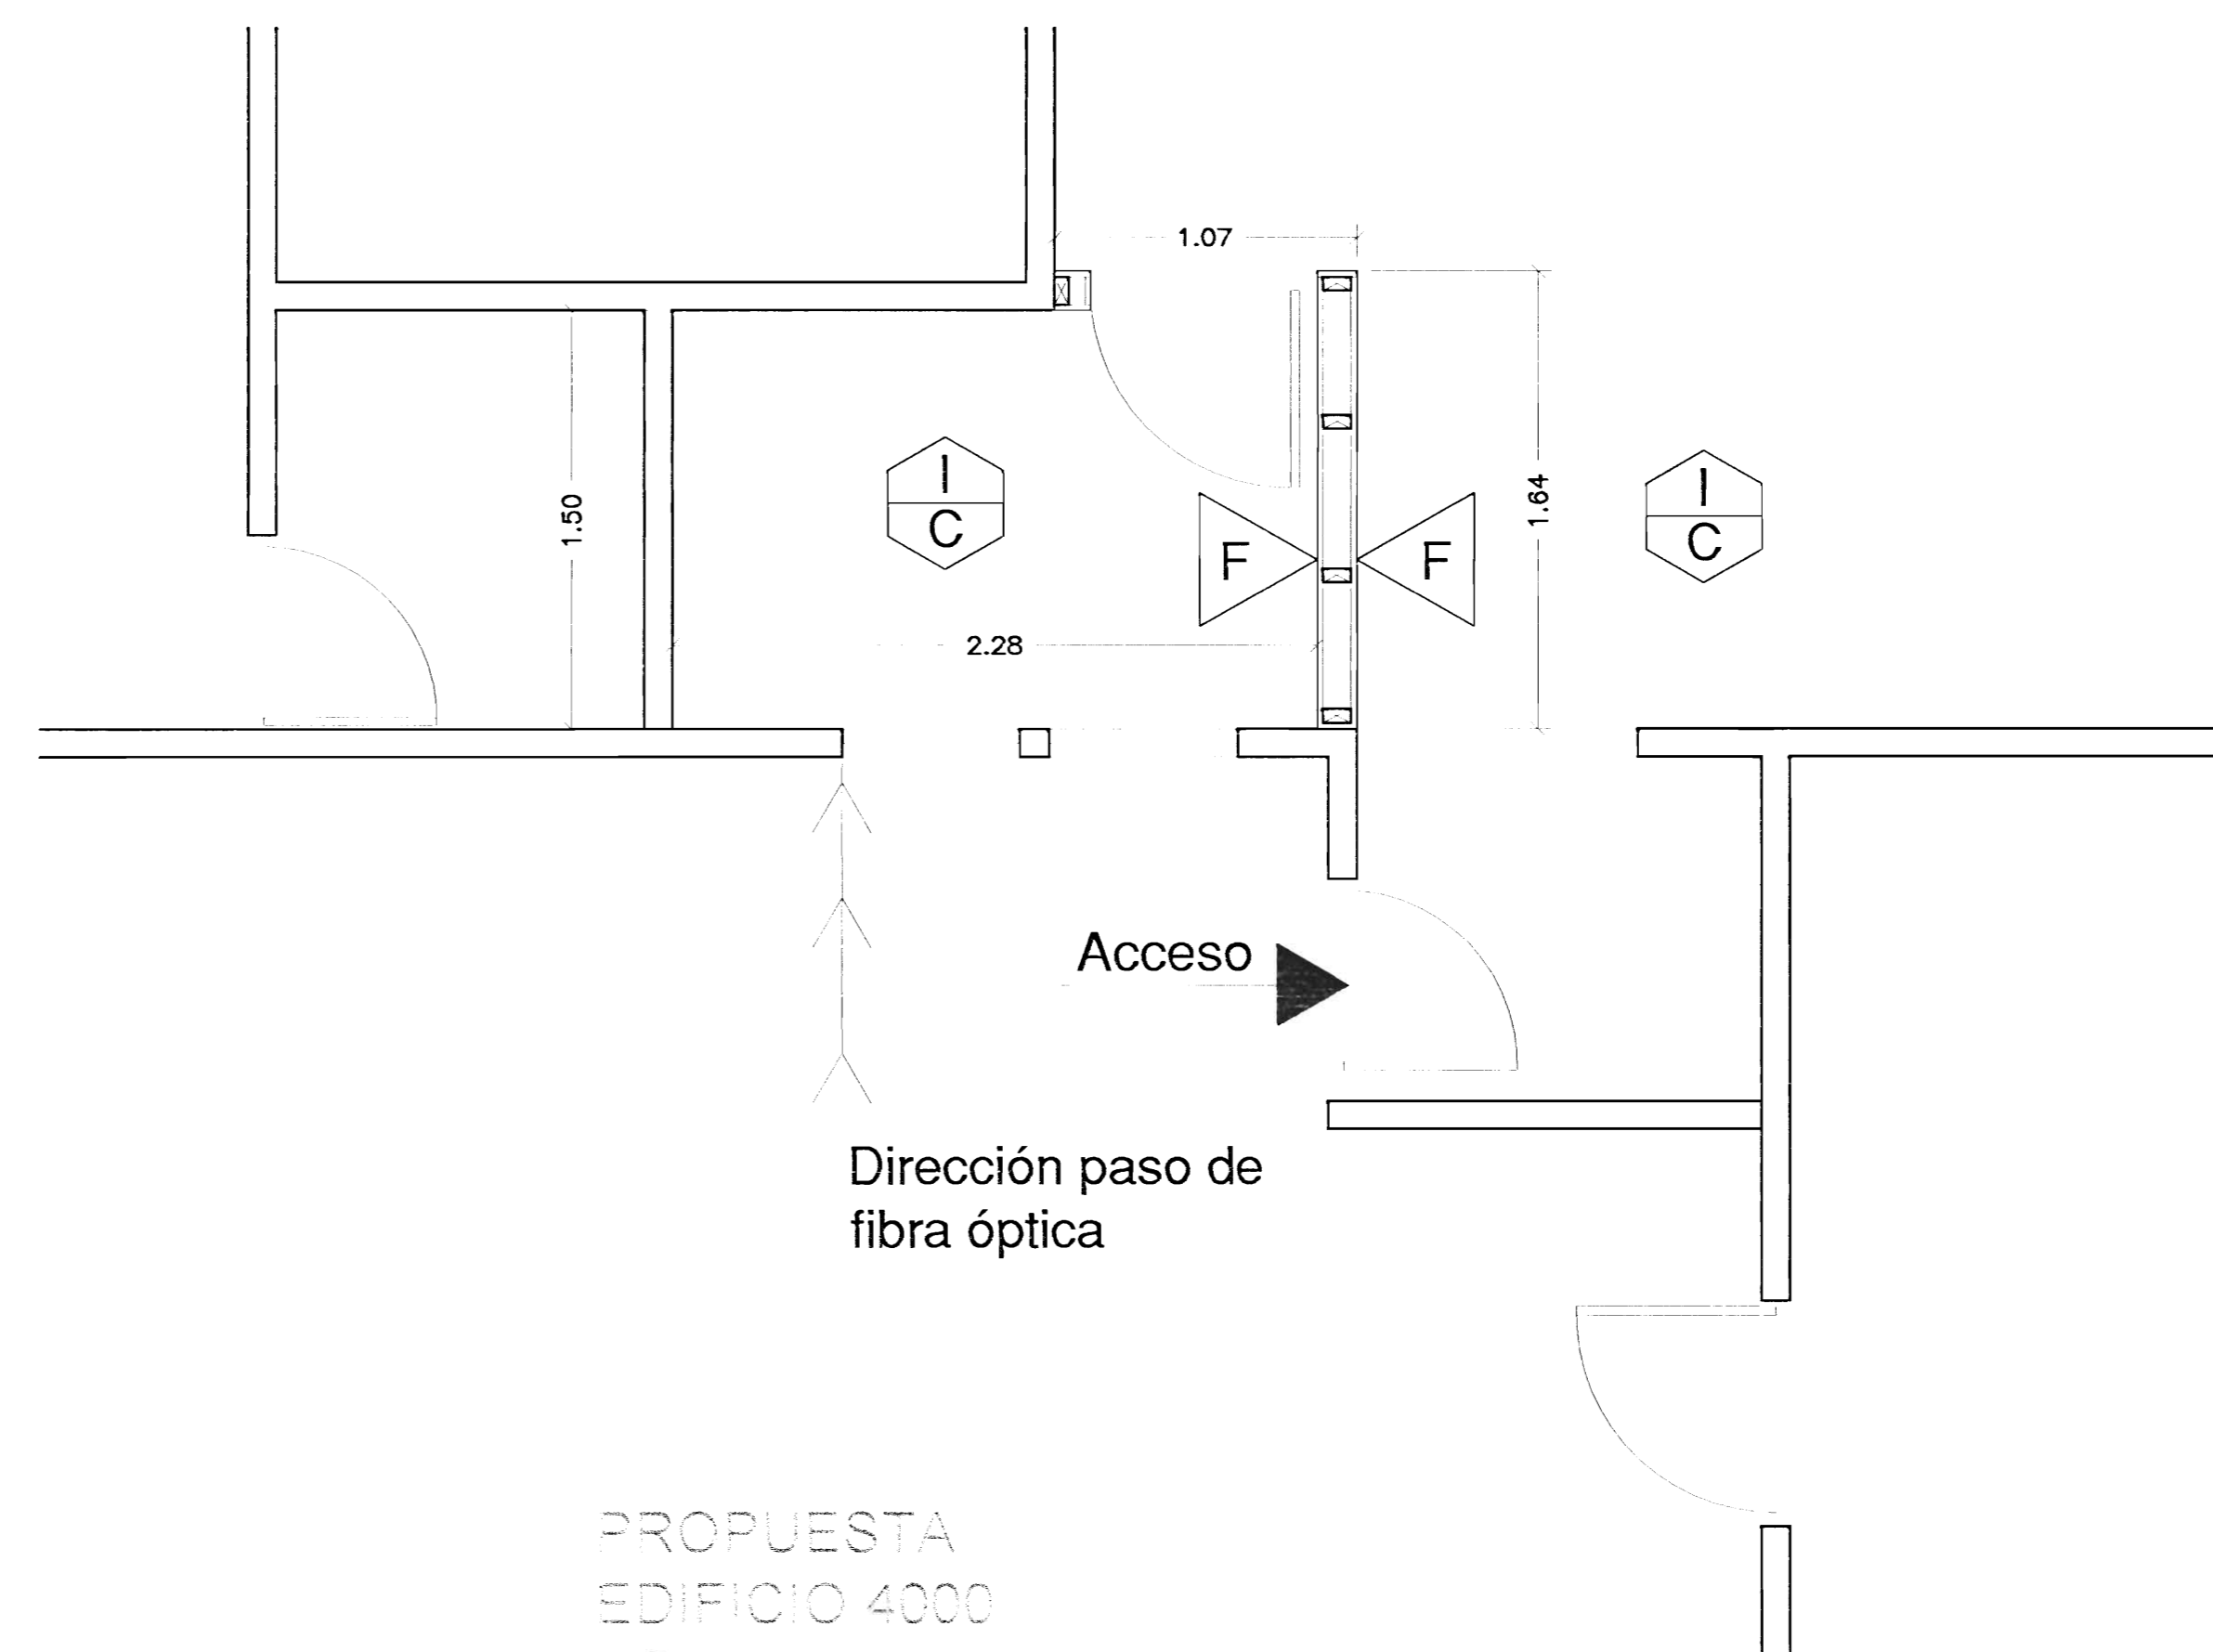 1.07
I
C
I
C
1.50
1.64
F
F
2.28
Acceso
Dirección paso de
fibra óptica
PROPUESTA
EDIFICIO 4000